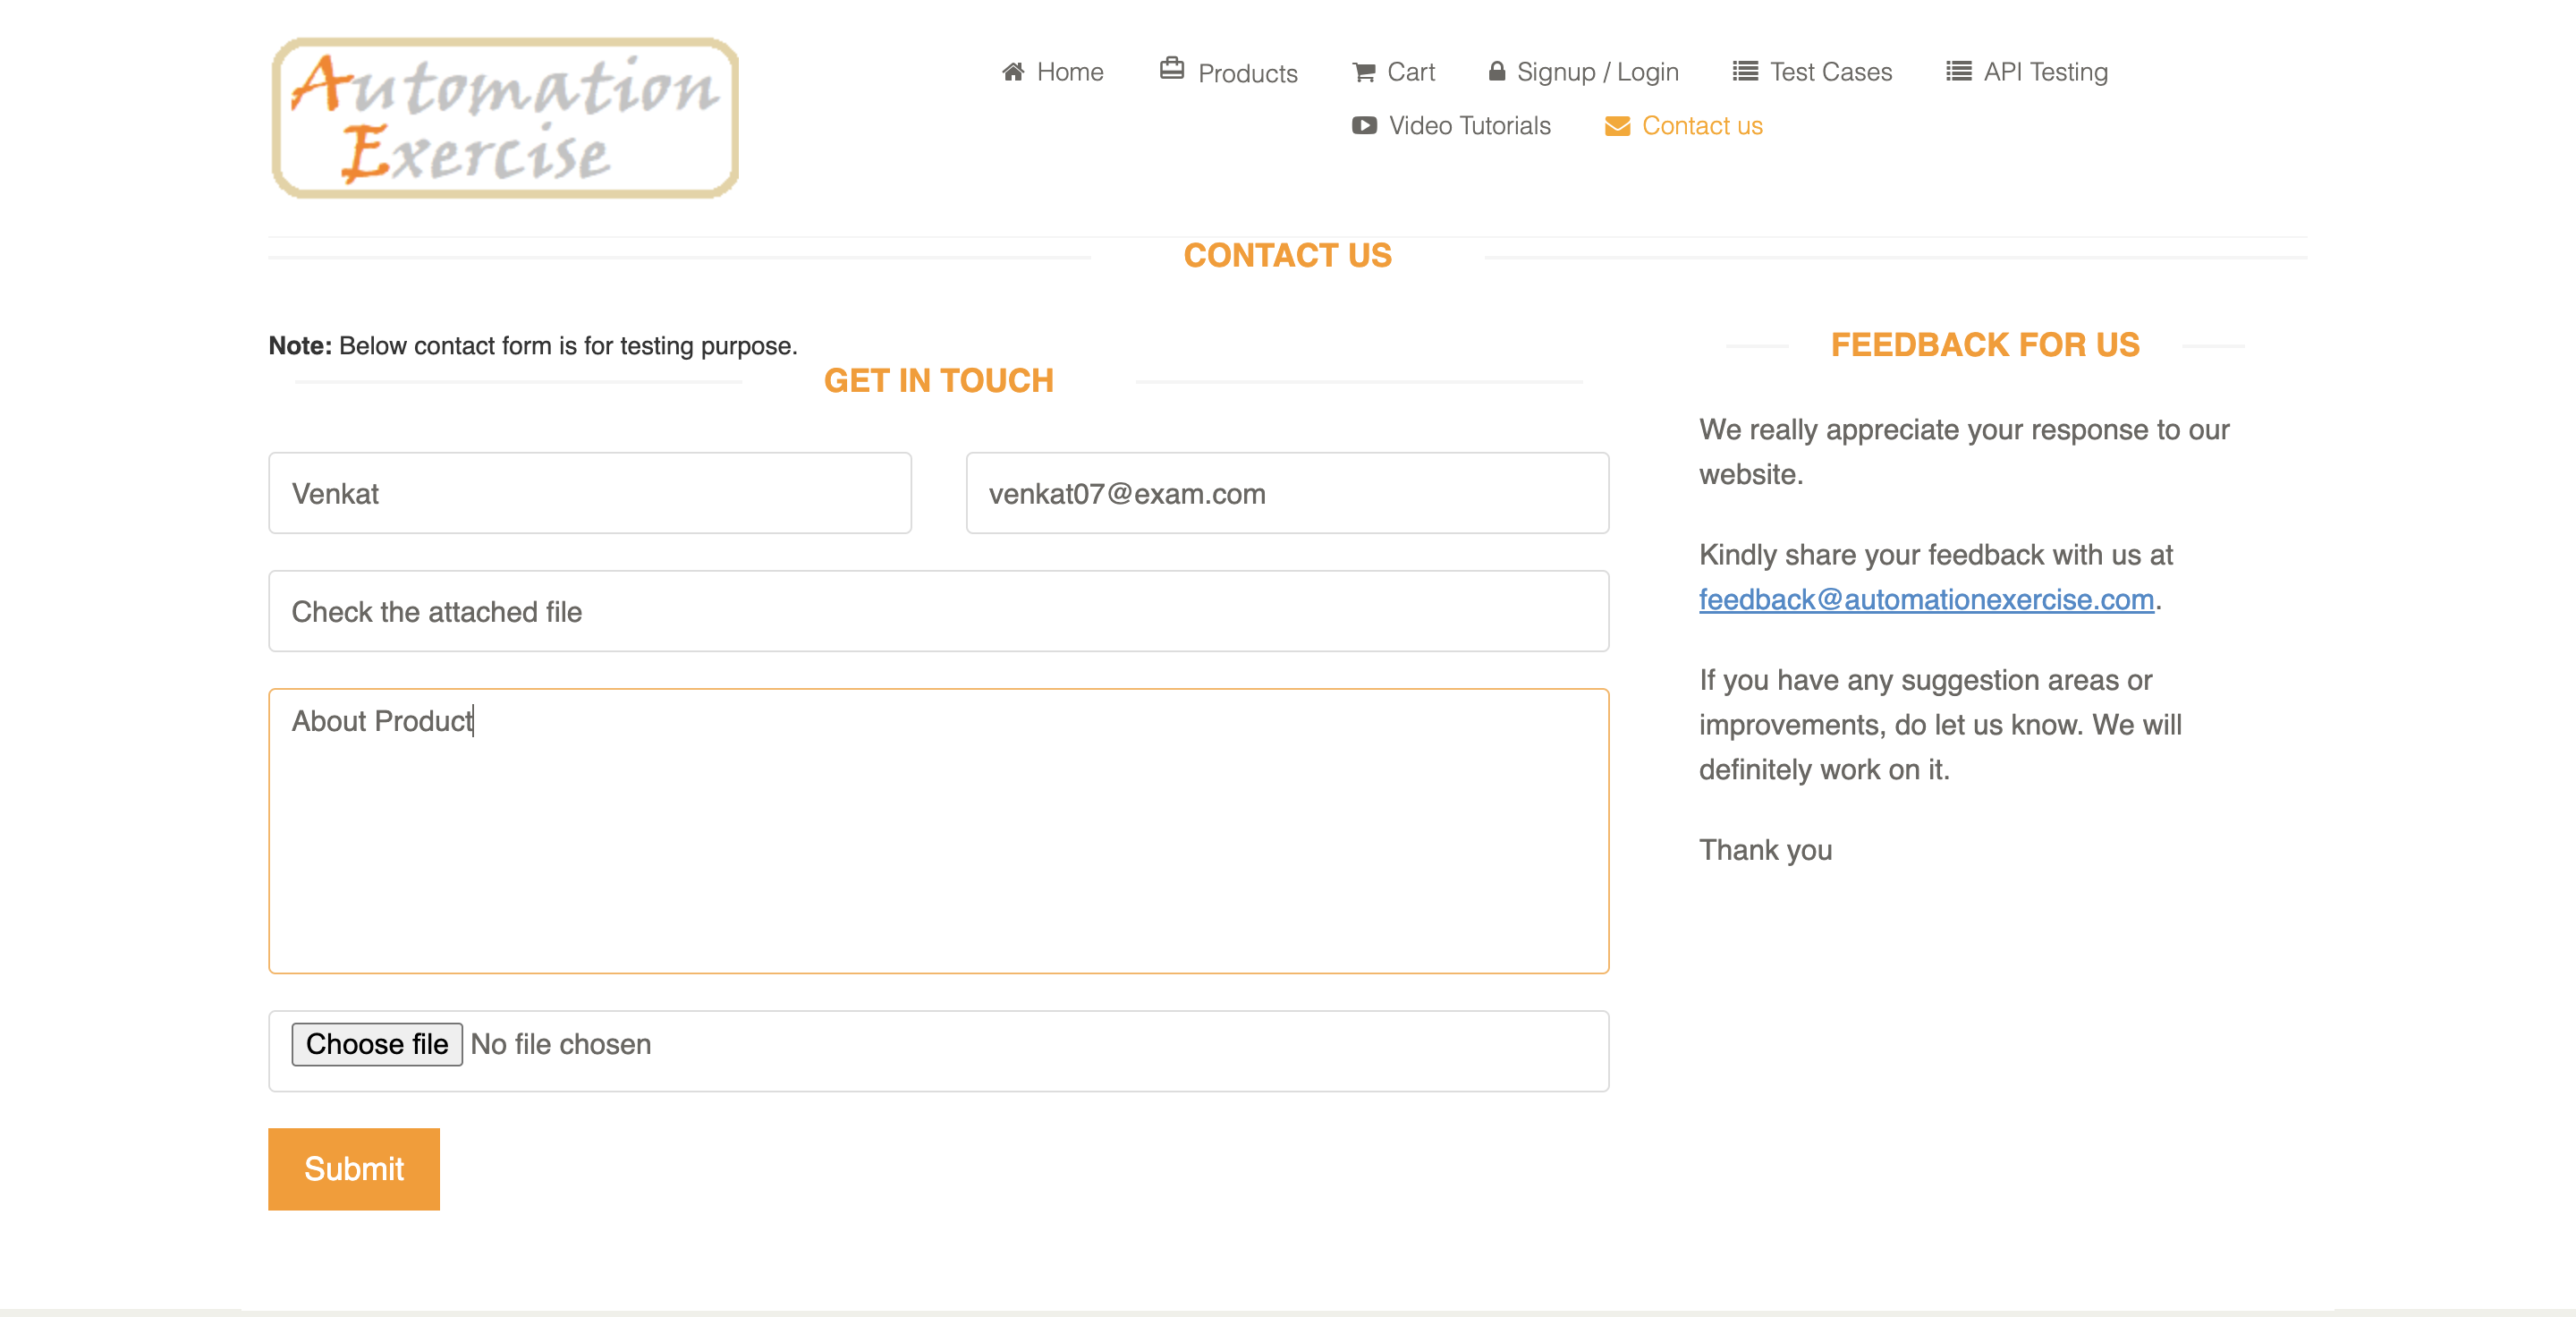 Automation
Exercise
Home
Products
Cart
Signup / Login
Test Cases
API Testing
Video Tutorials
Contact us
CONTACT US
Note: Below contact form is for testing purpose.
GET IN TOUCH
Venkat
venkat07@exam.com
Check the attached file
About Product
Choose file No file chosen
Submit
FEEDBACK FOR US
We really appreciate your response to our
website.
Kindly share your feedback with us at
feedback@automationexercise.com.
If you have any suggestion areas or
improvements, do let us know. We will
definitely work on it.
Thank you